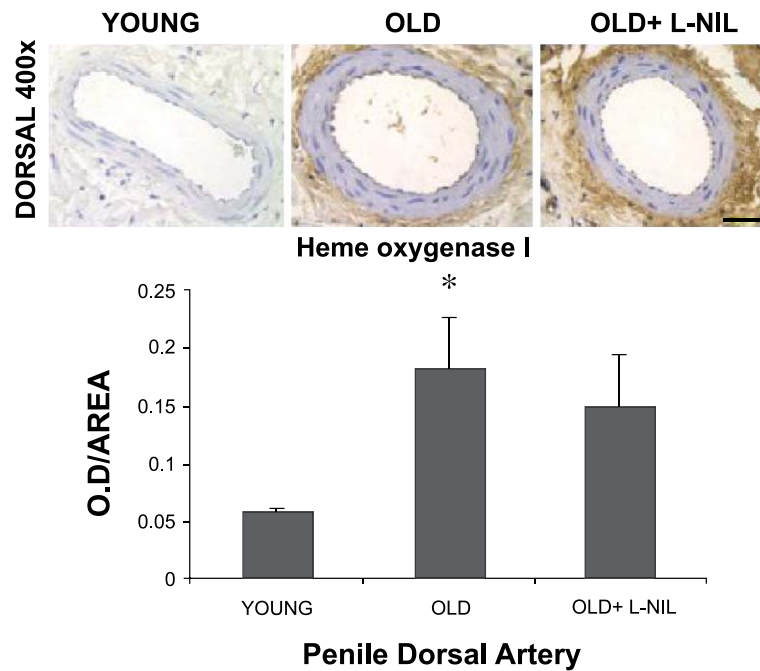 YOUNG OLD OLD+ L-NIL
DORSAL 400x
Heme oxygenase I
*
0.25
0.2
0.15
0.1
0.05
0
O.D/AREA
YOUNG OLD OLD+ L-NIL
Penile Dorsal Artery